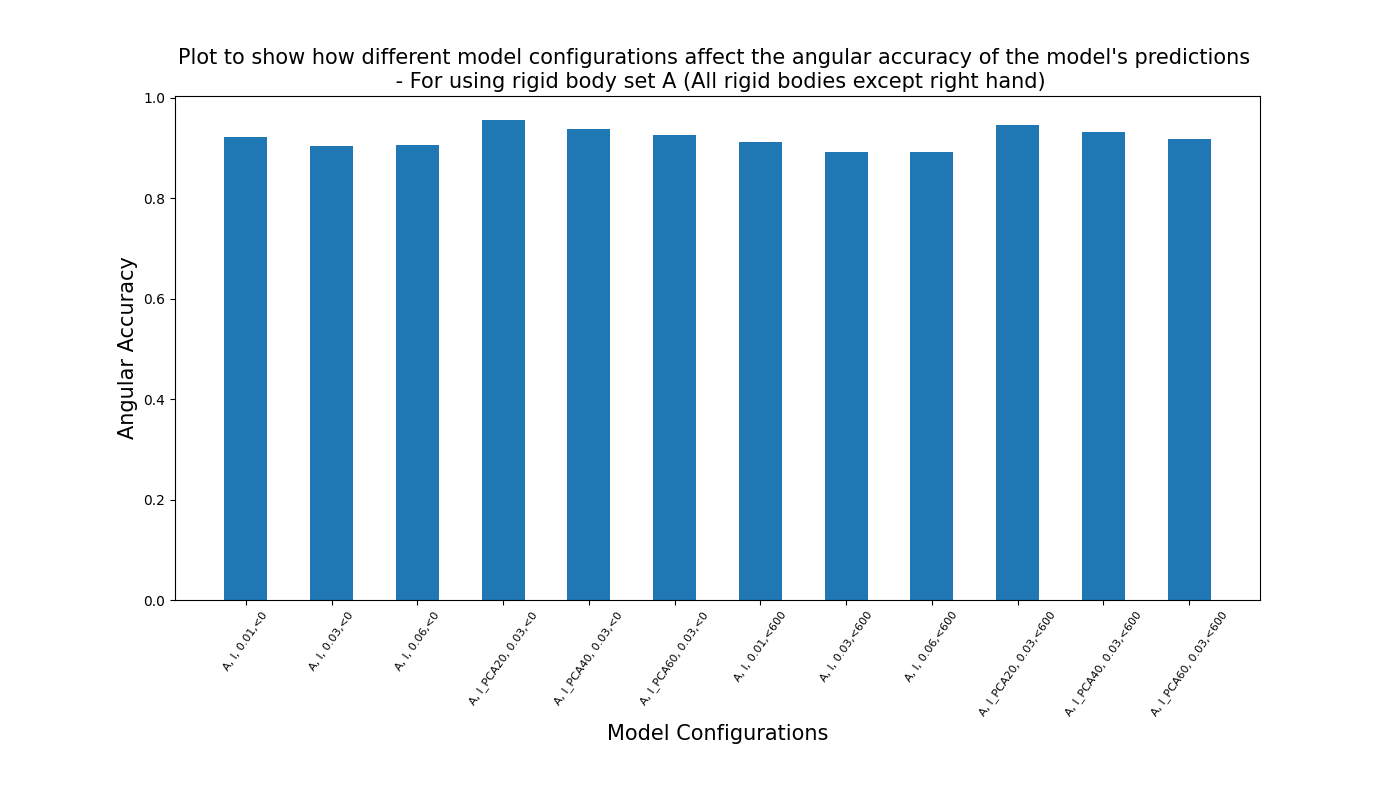 Plot to show how different model configurations affect the angular accuracy of the model's predictions
- For using rigid body set A (All rigid bodies except right hand)
1.0
0.8
0.6
0.4
0.2
0.0
Angular Accuracy
A, I, 0.01,<0
A, I, 0.03,<0
A, I, 0.06,<0
A, I_PCA20, 0.03,<0
A, I_PCA40, 0.03,<0
A, I_PCA60, 0.03,<0
A, I, 0.01,<600
A, I, 0.03,<600
A, I, 0.06,<600
A, I_PCA20, 0.03,<600
A, I_PCA40, 0.03,<600
A, I_PCA60, 0.03,<600
Model Configurations